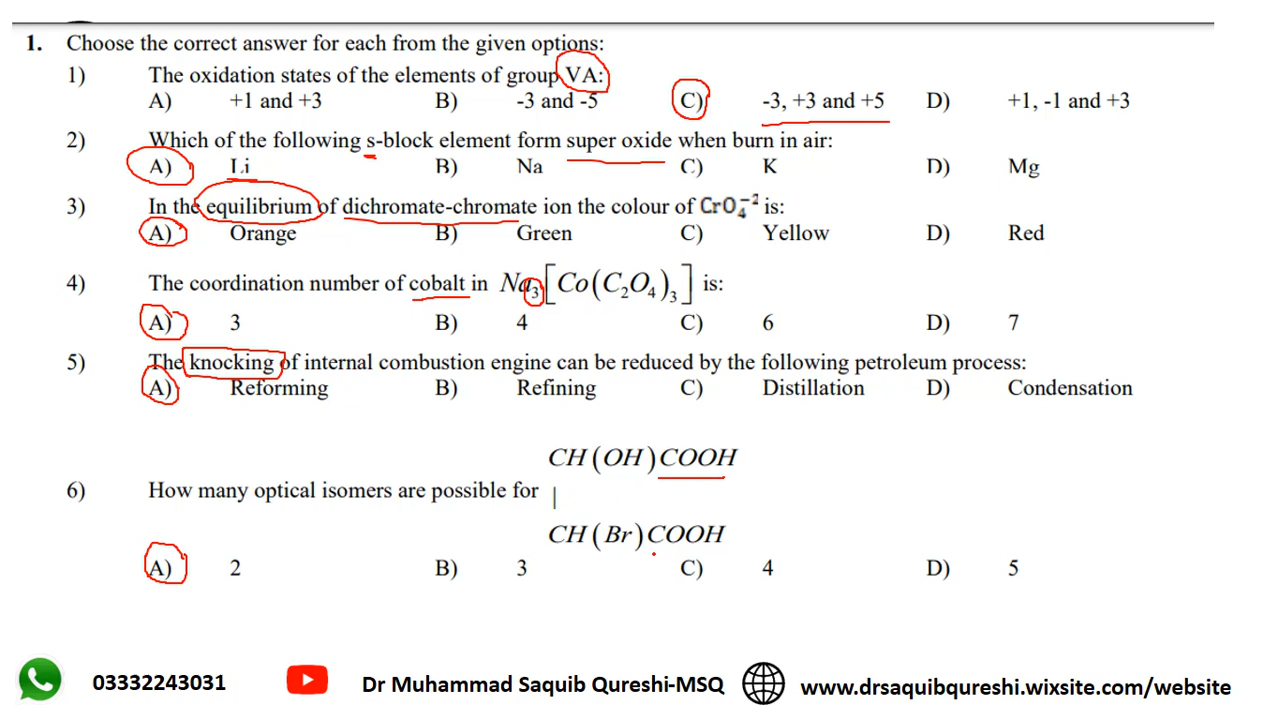 1. Choose the correct answer for each from the given options:
1) The oxidation states of the elements of group VA:
A) +1 and +3 B) -3 and -5 C) -3, +3 and +5 D) +1, -1 and +3
2) Which of the following s-block element form super oxide when burn in air:
A) Li B) Na C) K D) Mg
3) In the equilibrium of dichromate-chromate ion the colour of CrO₄⁻² is:
A) Orange B) Green C) Yellow D) Red
4) The coordination number of cobalt in Na₃[Co(C₂O₄)₃] is:
A) 3 B) 4 C) 6 D) 7
5) The knocking of internal combustion engine can be reduced by the following petroleum process:
A) Reforming B) Refining C) Distillation D) Condensation
CH(OH)COOH
6) How many optical isomers are possible for |
CH(Br)COOH
A) 2 B) 3 C) 4 D) 5
03332243031 Dr Muhammad Saquib Qureshi-MSQ www.drsaquibqureshi.wixsite.com/website